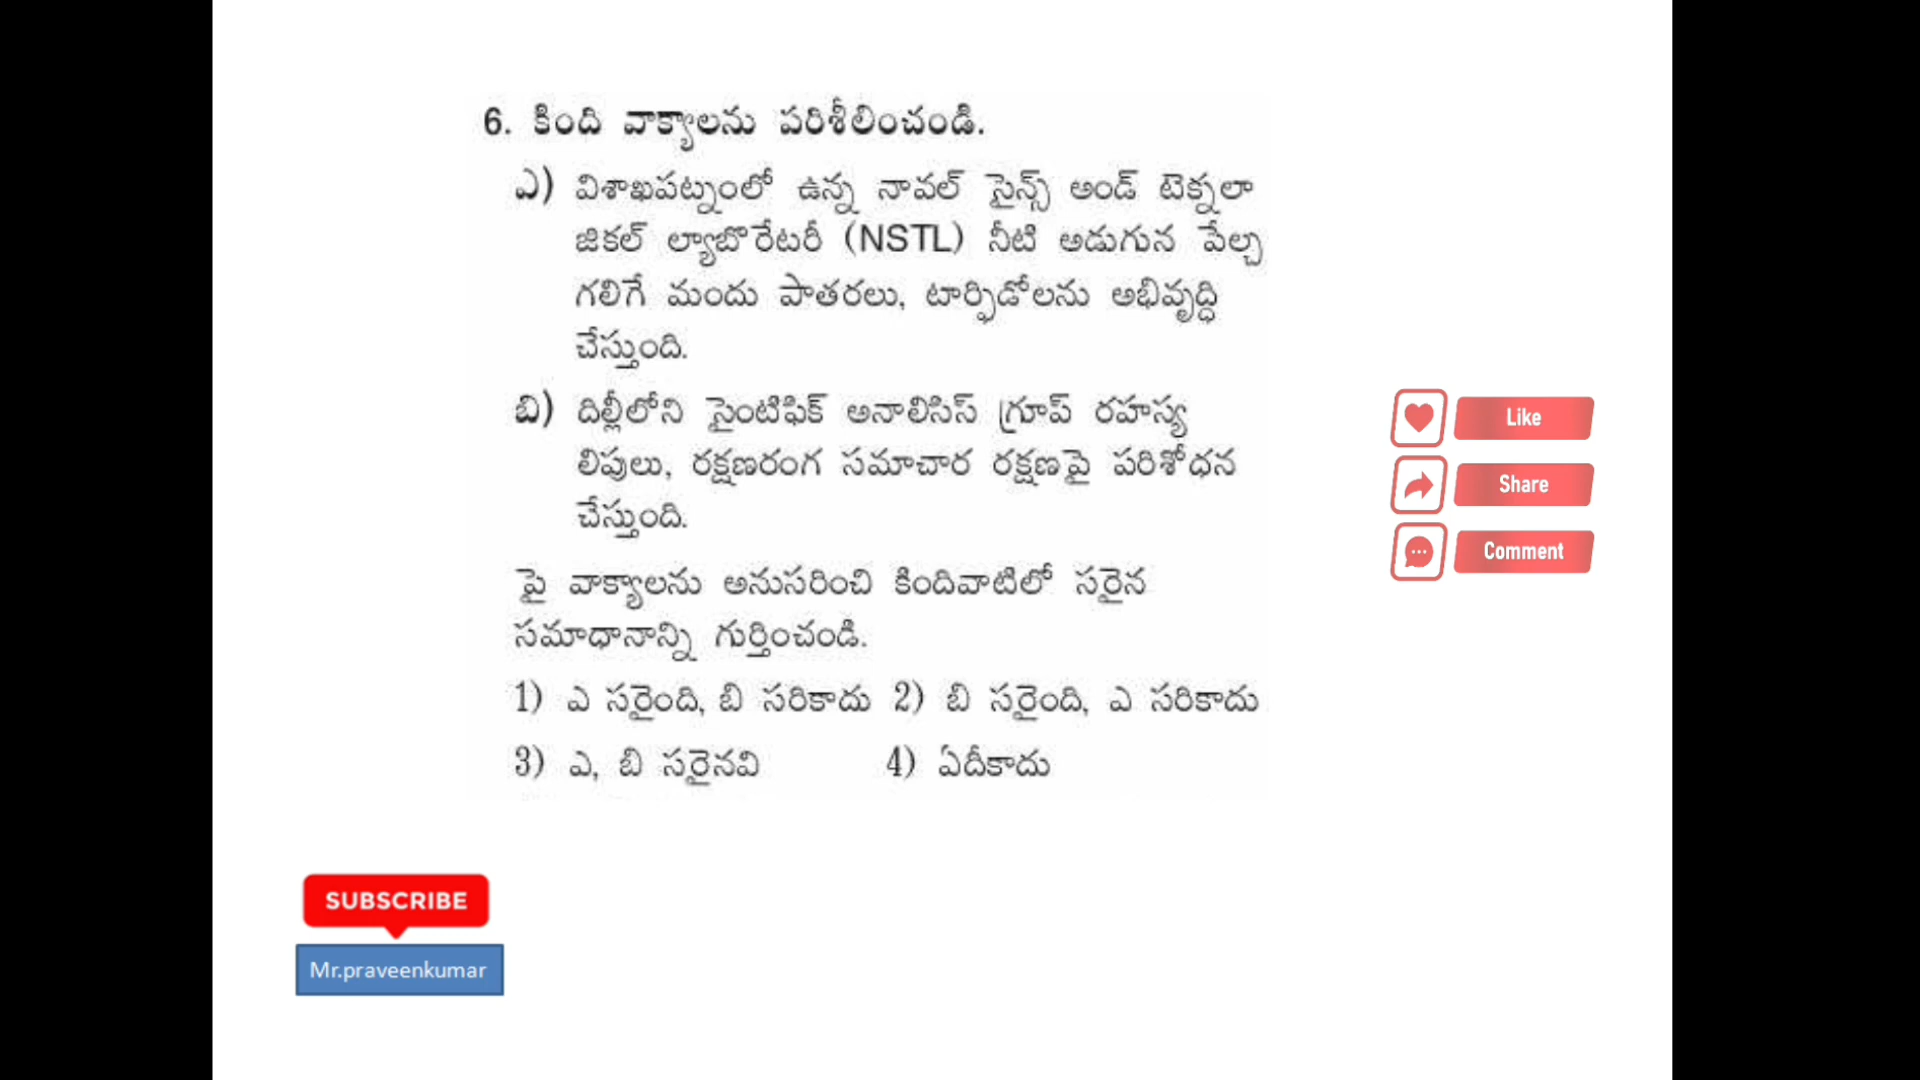 6. కింది వాక్యాలను పరిశీలించండి.
ఎ) విశాఖపట్నంలో ఉన్న నావల్ సైన్స్ అండ్ టెక్నలా
జికల్ ల్యాబొరేటరీ (NSTL) నీటి అడుగున పేల్చ
గలిగే మందు పాతరలు, టార్ఫిడోలను అభివృద్ధి
చేస్తుంది.
బి) దిల్లీలోని సైంటిఫిక్ అనాలిసిస్ గ్రూప్ రహస్య
లిపులు, రక్షణరంగ సమాచార రక్షణపై పరిశోధన
చేస్తుంది.
పై వాక్యాలను అనుసరించి కిందివాటిలో సరైన
సమాధానాన్ని గుర్తించండి.
1) ఎ సరైంది, బి సరికాదు 2) బి సరైంది, ఎ సరికాదు
3) ఎ, బి సరైనవి 4) ఏదీకాదు
Like
Share
Comment
SUBSCRIBE
Mr.praveenkumar